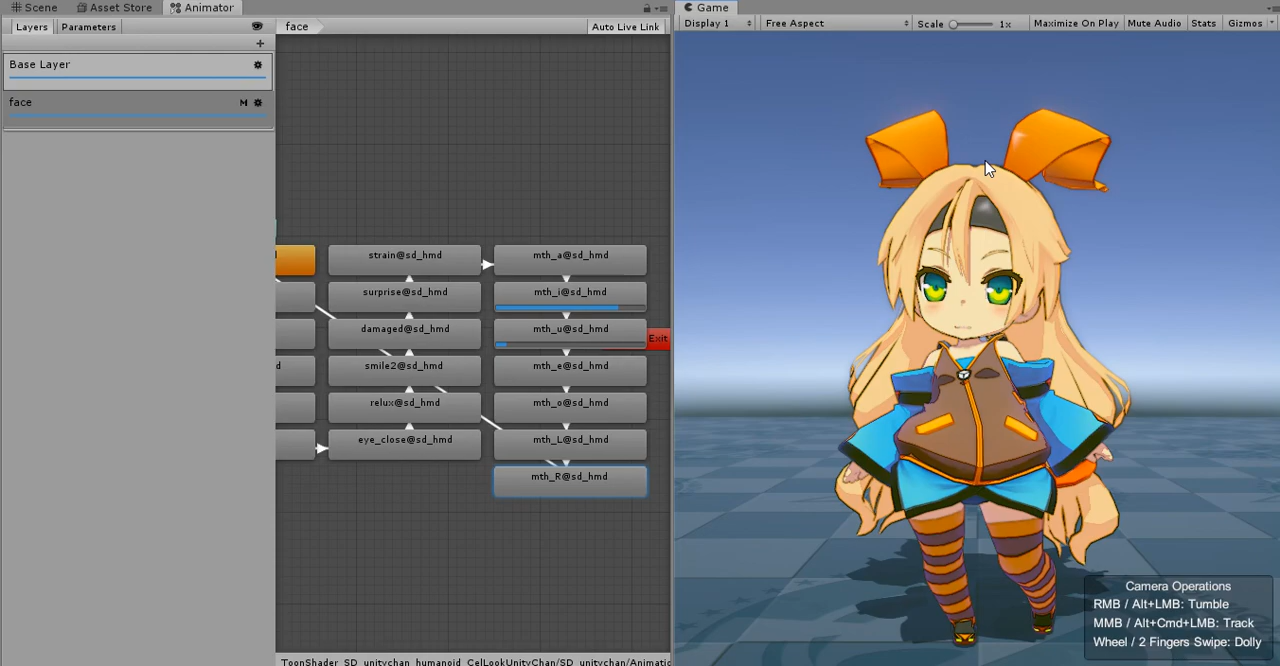 Scene Asset Store Animator
Layers Parameters
face
Auto Live Link
+
Base Layer
face M
strain@sd_hmd
mth_a@sd_hmd
surprise@sd_hmd
mth_i@sd_hmd
damaged@sd_hmd
mth_u@sd_hmd
Exit
smile2@sd_hmd
mth_e@sd_hmd
relux@sd_hmd
mth_o@sd_hmd
eye_close@sd_hmd
mth_L@sd_hmd
mth_R@sd_hmd
ToonShader_SD_unitychan_humanoid_CelLookUnityChan/SD_unitychan/Animatio
Game
Display 1 Free Aspect Scale 1x Maximize On Play Mute Audio Stats Gizmos
Camera Operations
RMB / Alt+LMB: Tumble
MMB / Alt+Cmd+LMB: Track
Wheel / 2 Fingers Swipe: Dolly